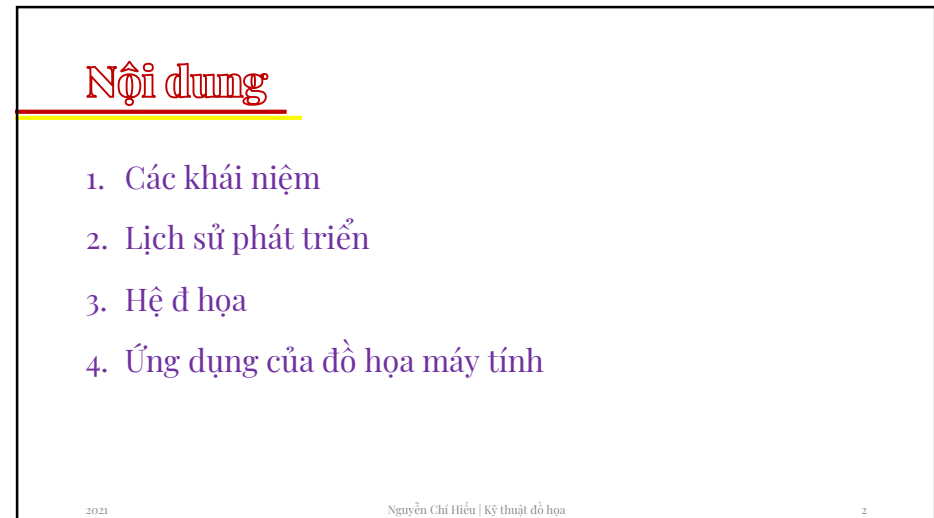 Nội dung
1. Các khái niệm
2. Lịch sử phát triển
3. Hệ đ họa
4. Ứng dụng của đồ họa máy tính
2021 Nguyễn Chí Hiếu | Kỹ thuật đồ họa 2